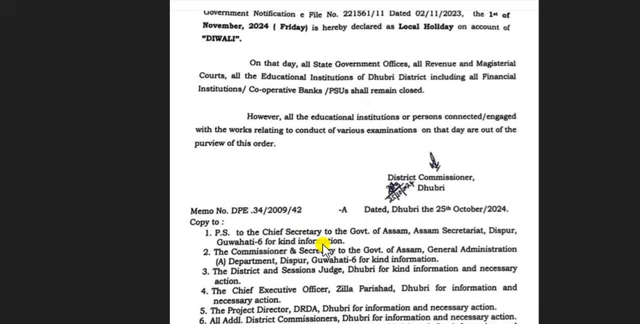 Government Notification e File No. 221561/11 Dated 02/11/2023, the 1st of
November, 2024 ( Friday) is hereby declared as Local Holiday on account of
"DIWALI".
On that day, all State Government Offices, all Revenue and Magisterial
Courts, all the Educational Institutions of Dhubri District including all Financial
Institutions/ Co-operative Banks /PSUs shall remain closed.
However, all the educational institutions or persons connected/engaged
with the works relating to conduct of various examinations on that day are out of the
purview of this order.
District Commissioner,
Dhubri
Memo No. DPE .34/2009/42 -A Dated, Dhubri the 25th October/2024.
Copy to :
1. P.S. to the Chief Secretary to the Govt. of Assam, Assam Secretariat, Dispur,
Guwahati-6 for kind information.
2. The Commissioner & Secretary to the Govt. of Assam, General Administration
(A) Department, Dispur, Guwahati-6 for kind information.
3. The District and Sessions Judge, Dhubri for kind information and necessary
action.
4. The Chief Executive Officer, Zilla Parishad, Dhubri for information and
necessary action.
5. The Project Director, DRDA, Dhubri for information and necessary action.
6. All Addl. District Commissioners, Dhubri for information and necessary action.